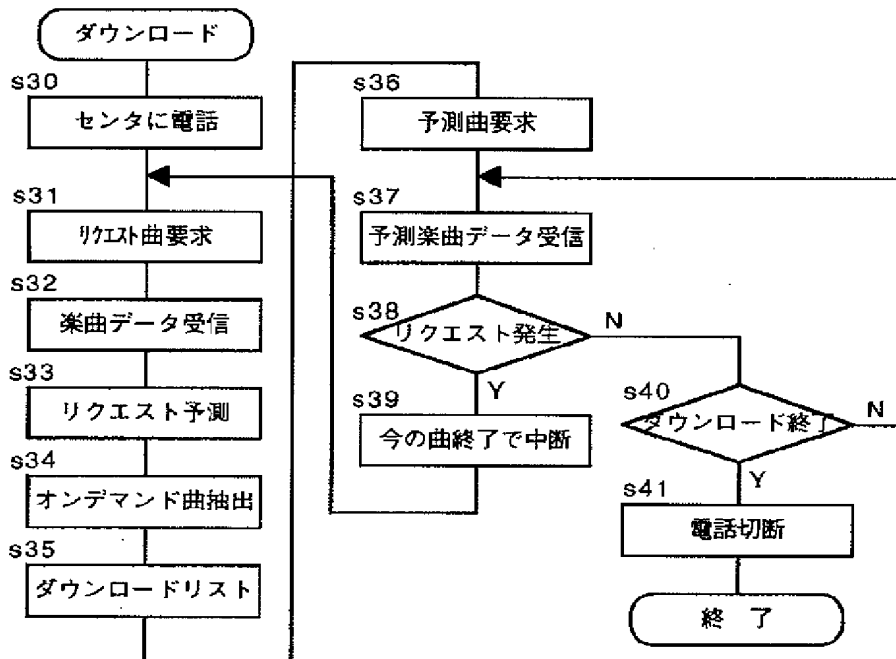 ダウンロード
s30
センタに電話
s31
リクエスト曲要求
s32
楽曲データ受信
s33
リクエスト予測
s34
オンデマンド曲抽出
s35
ダウンロードリスト
s36
予測曲要求
s37
予測楽曲データ受信
s38
リクエスト発生
N
Y
s39
今の曲終了で中断
s40
ダウンロード終了
N
Y
s41
電話切断
終了